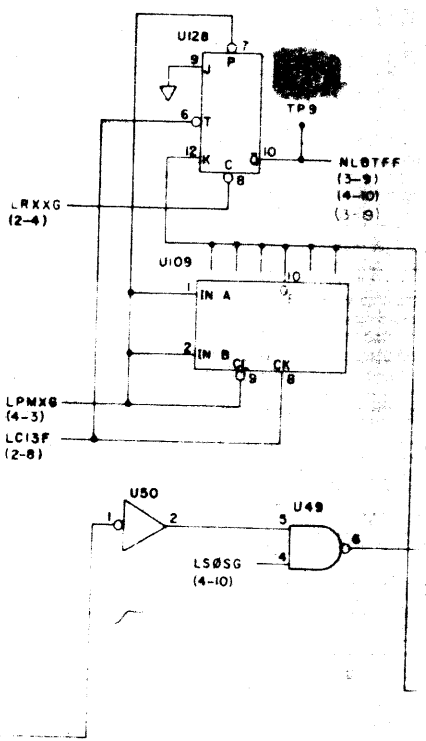 U128
7
P
9
J
TP9
6
T
12
K
C
Q
10
8
NLBTFF
(3-9)
(4-10)
(3-9)
LRXXG
(2-4)
U109
10
1
IN A
2
IN B
CL
CK
9
8
LPMXG
(4-3)
LC13F
(2-8)
U50
1
2
U49
5
4
6
LSØSG
(4-10)